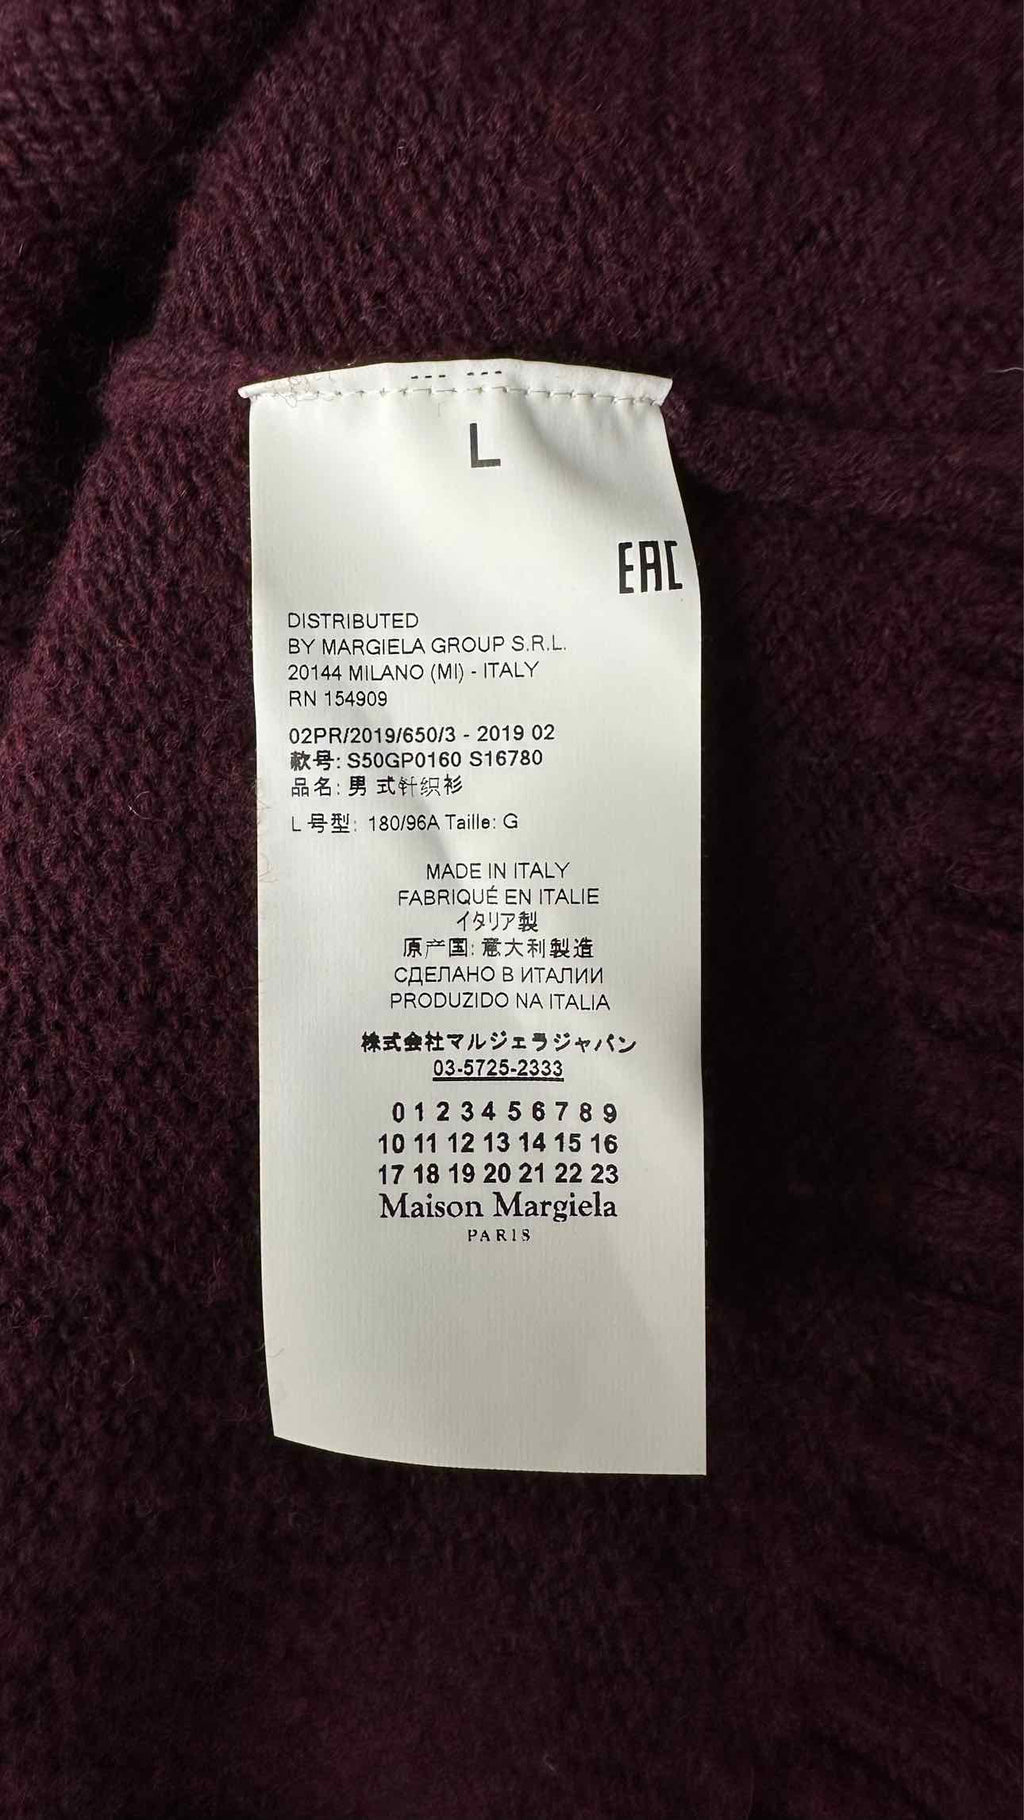 L
EAC
DISTRIBUTED
BY MARGIELA GROUP S.R.L.
20144 MILANO (MI) - ITALY
RN 154909
02PR/2019/650/3 - 2019 02
款号: S50GP0160 S16780
品名: 男 式针织衫
L 号型: 180/96A Taille: G
MADE IN ITALY
FABRIQUÉ EN ITALIE
イタリア製
原产国: 意大利製造
СДЕЛАНО В ИТАЛИИ
PRODUZIDO NA ITALIA
株式会社マルジェラジャパン
03-5725-2333
0 1 2 3 4 5 6 7 8 9
10 11 12 13 14 15 16
17 18 19 20 21 22 23
Maison Margiela
PARIS